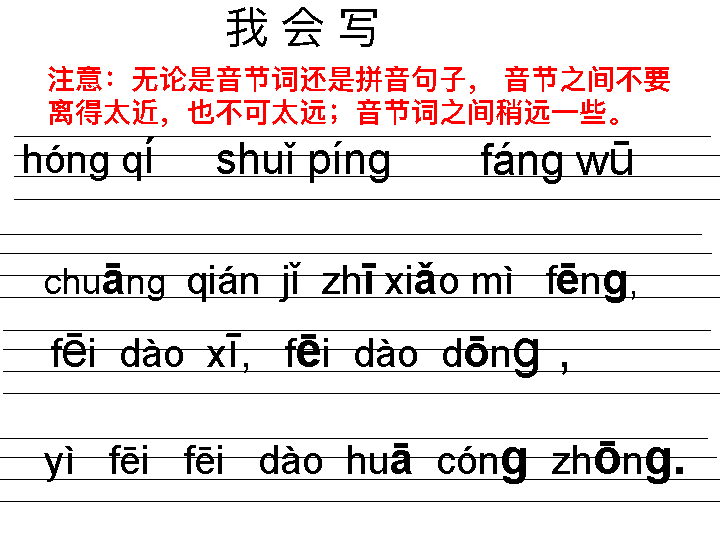 我会写
注意：无论是音节词还是拼音句子， 音节之间不要
离得太近，也不可太远；音节词之间稍远一些。
hóng qí shuǐ píng fáng wū
chuāng qián jǐ zhī xiǎo mì fēng,
fēi dào xī, fēi dào dōng ,
yì fēi fēi dào huā cóng zhōng.